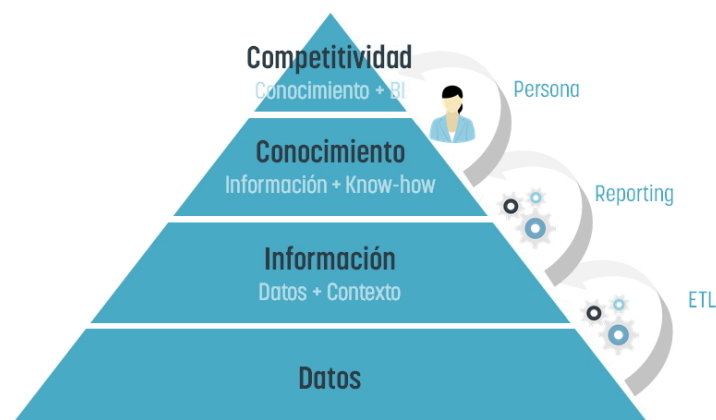 Competitividad
Conocimiento + BI
Persona
Conocimiento
Información + Know-how
Reporting
Información
Datos + Contexto
ETL
Datos